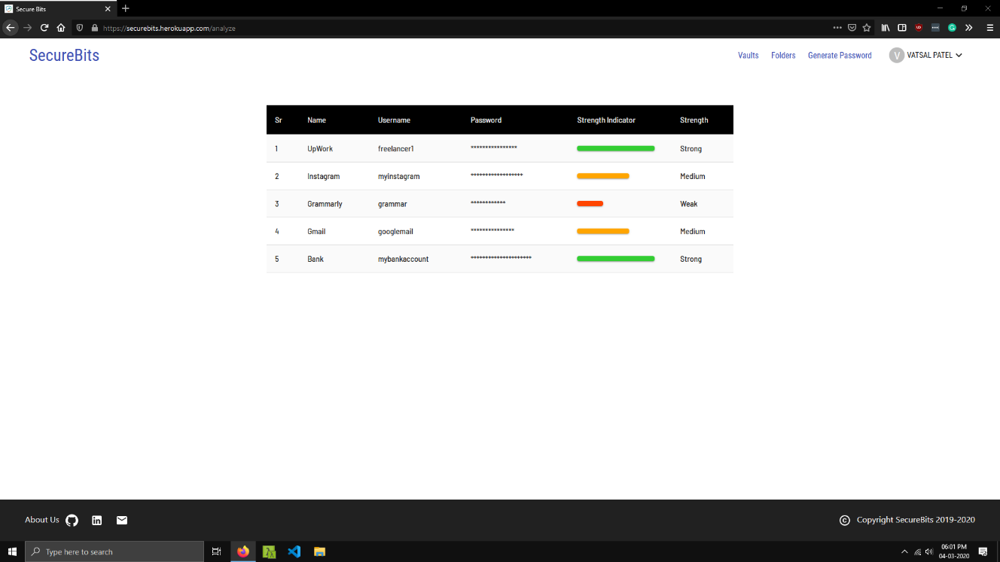 Secure Bits
https://securebits.herokuapp.com/analyze
SecureBits
Vaults Folders Generate Password V VATSAL PATEL
Sr Name Username Password Strength Indicator Strength
1 UpWork freelancer1 **************** Strong
2 Instagram myinstagram ****************** Medium
3 Grammarly grammar ************ Weak
4 Gmail googlemail *************** Medium
5 Bank mybankaccount ********************* Strong
About Us
Copyright SecureBits 2019-2020
Type here to search
06:01 PM
04-03-2020